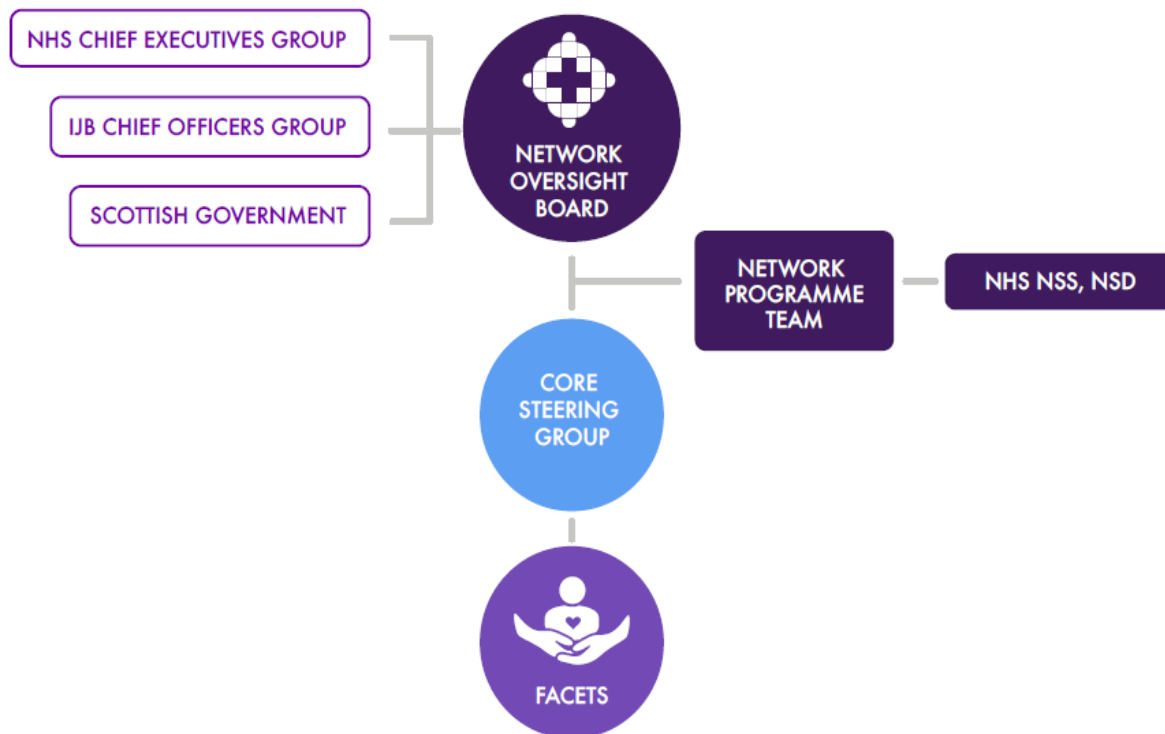 NHS CHIEF EXECUTIVES GROUP
IJB CHIEF OFFICERS GROUP
SCOTTISH GOVERNMENT
NETWORK
OVERSIGHT
BOARD
NETWORK
PROGRAMME
TEAM
NHS NSS, NSD
CORE
STEERING
GROUP
FACETS